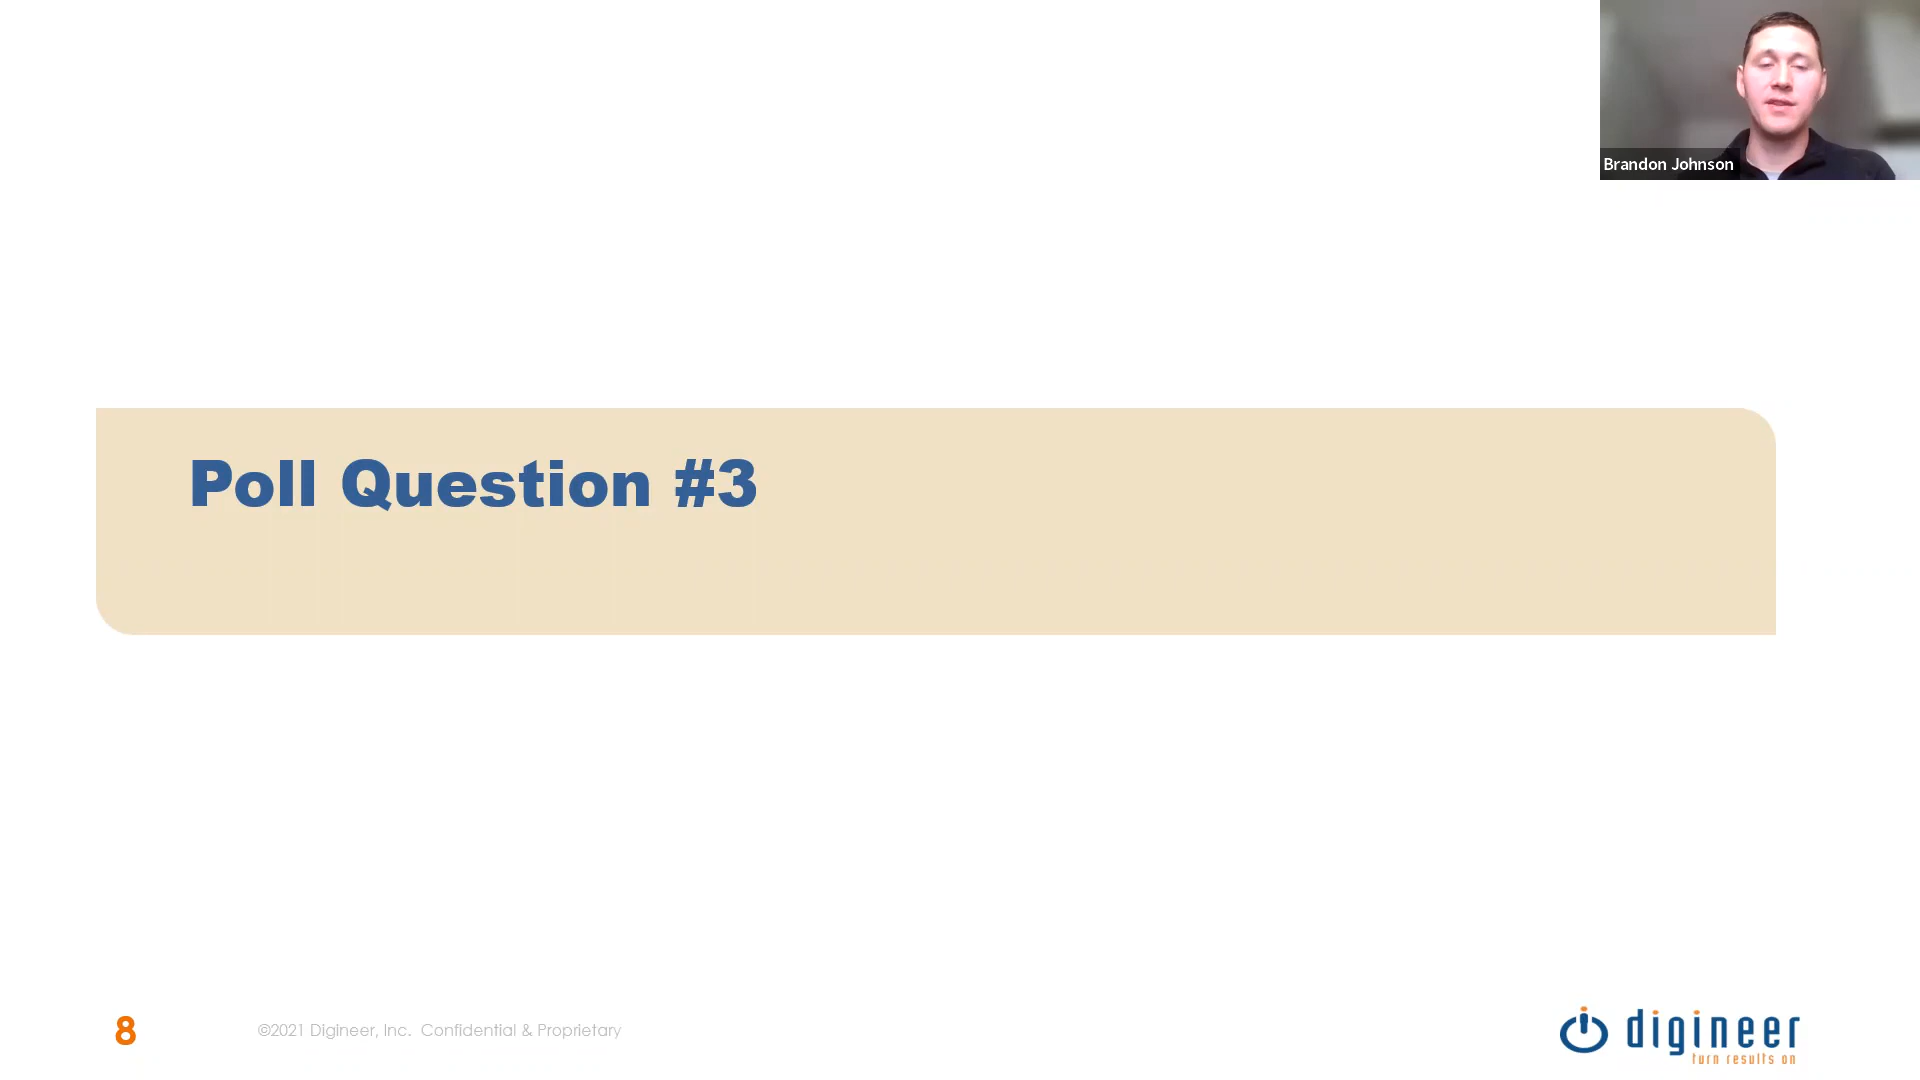 Brandon Johnson
Poll Question #3
8
©2021 Digineer, Inc. Confidential & Proprietary
digineer
turn results on